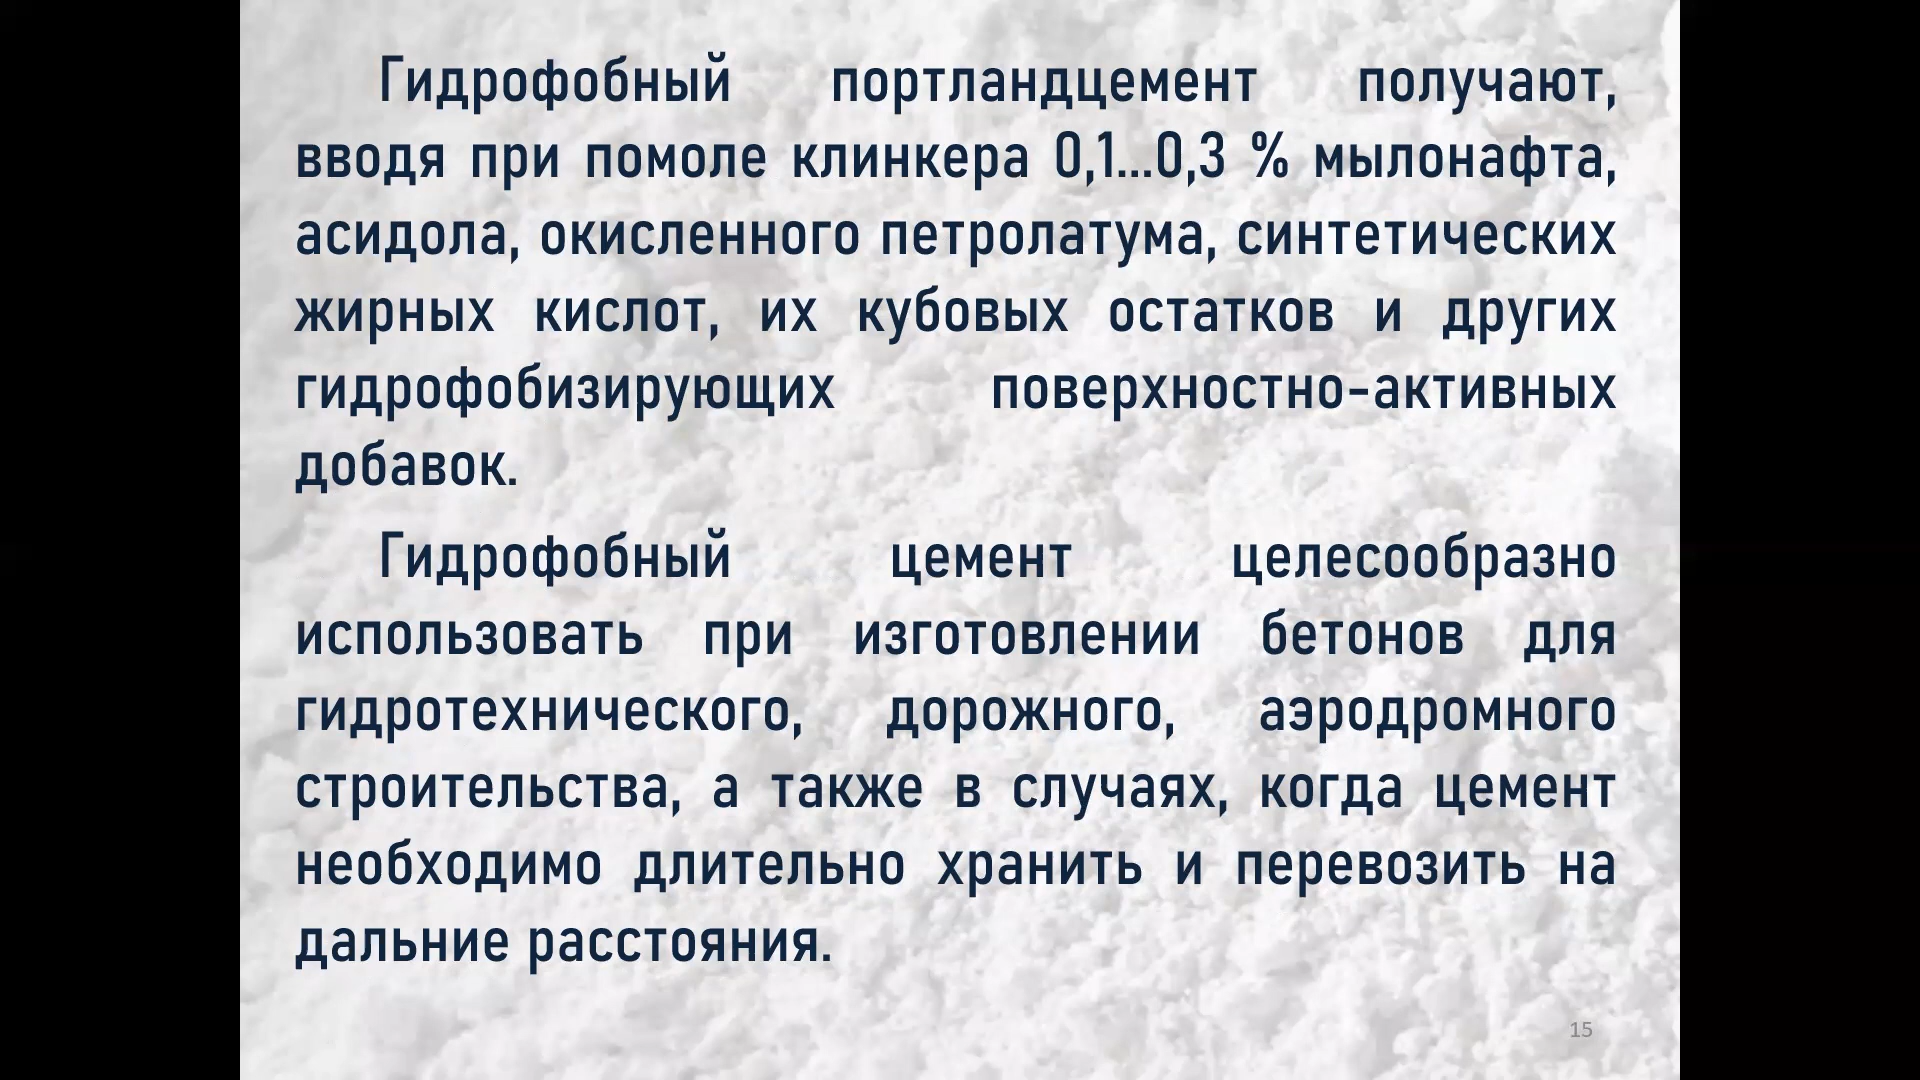 Гидрофобный портландцемент получают,
вводя при помоле клинкера 0,1...0,3 % мылонафта,
асидола, окисленного петролатума, синтетических
жирных кислот, их кубовых остатков и других
гидрофобизирующих поверхностно-активных
добавок.
Гидрофобный цемент целесообразно
использовать при изготовлении бетонов для
гидротехнического, дорожного, аэродромного
строительства, а также в случаях, когда цемент
необходимо длительно хранить и перевозить на
дальние расстояния.
15